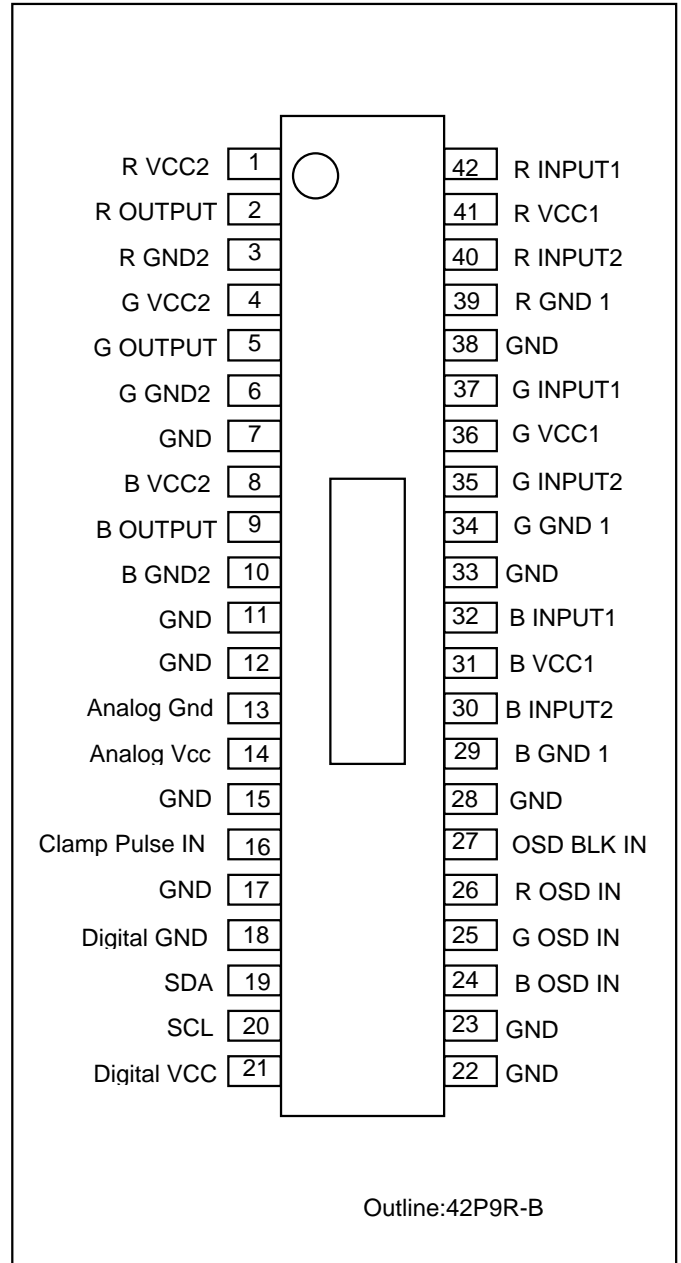 R VCC2 1 42 R INPUT1
R OUTPUT 2 41 R VCC1
R GND2 3 40 R INPUT2
G VCC2 4 39 R GND 1
G OUTPUT 5 38 GND
G GND2 6 37 G INPUT1
GND 7 36 G VCC1
B VCC2 8 35 G INPUT2
B OUTPUT 9 34 G GND 1
B GND2 10 33 GND
GND 11 32 B INPUT1
GND 12 31 B VCC1
Analog Gnd 13 30 B INPUT2
Analog Vcc 14 29 B GND 1
GND 15 28 GND
Clamp Pulse IN 16 27 OSD BLK IN
GND 17 26 R OSD IN
Digital GND 18 25 G OSD IN
SDA 19 24 B OSD IN
SCL 20 23 GND
Digital VCC 21 22 GND
Outline:42P9R-B